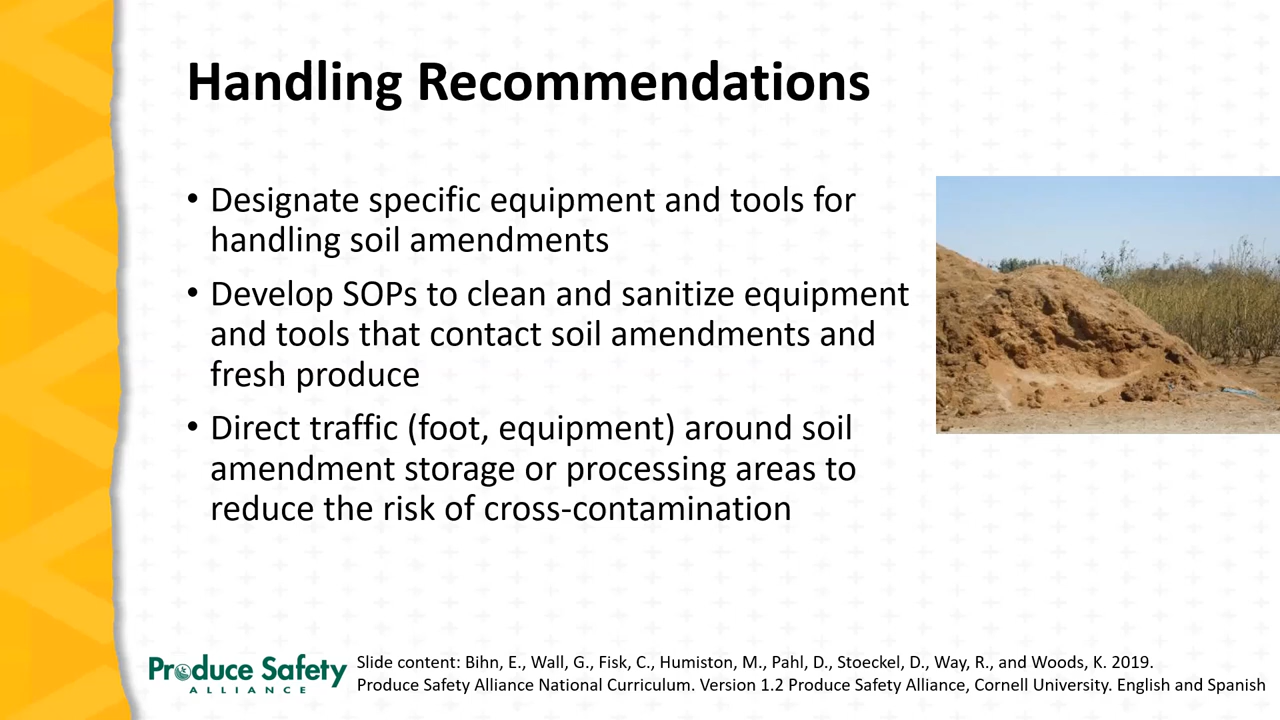 Handling Recommendations
• Designate specific equipment and tools for
handling soil amendments
• Develop SOPs to clean and sanitize equipment
and tools that contact soil amendments and
fresh produce
• Direct traffic (foot, equipment) around soil
amendment storage or processing areas to
reduce the risk of cross-contamination
Produce Safety
ALLIANCE
Slide content: Bihn, E., Wall, G., Fisk, C., Humiston, M., Pahl, D., Stoeckel, D., Way, R., and Woods, K. 2019.
Produce Safety Alliance National Curriculum. Version 1.2 Produce Safety Alliance, Cornell University. English and Spanish